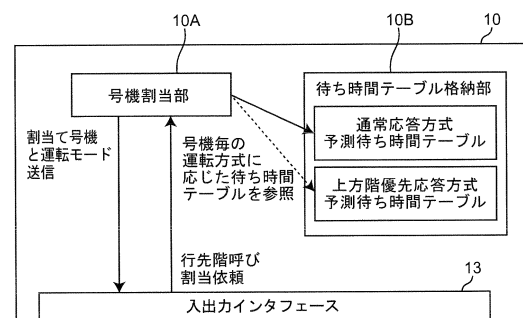 10A
10B
10
号機割当部
待ち時間テーブル格納部
通常応答方式
予測待ち時間テーブル
上方階優先応答方式
予測待ち時間テーブル
割当て号機
と運転モード
送信
号機毎の
運転方式に
応じた待ち時間
テーブルを参照
行先階呼び
割当依頼
13
入出力インタフェース